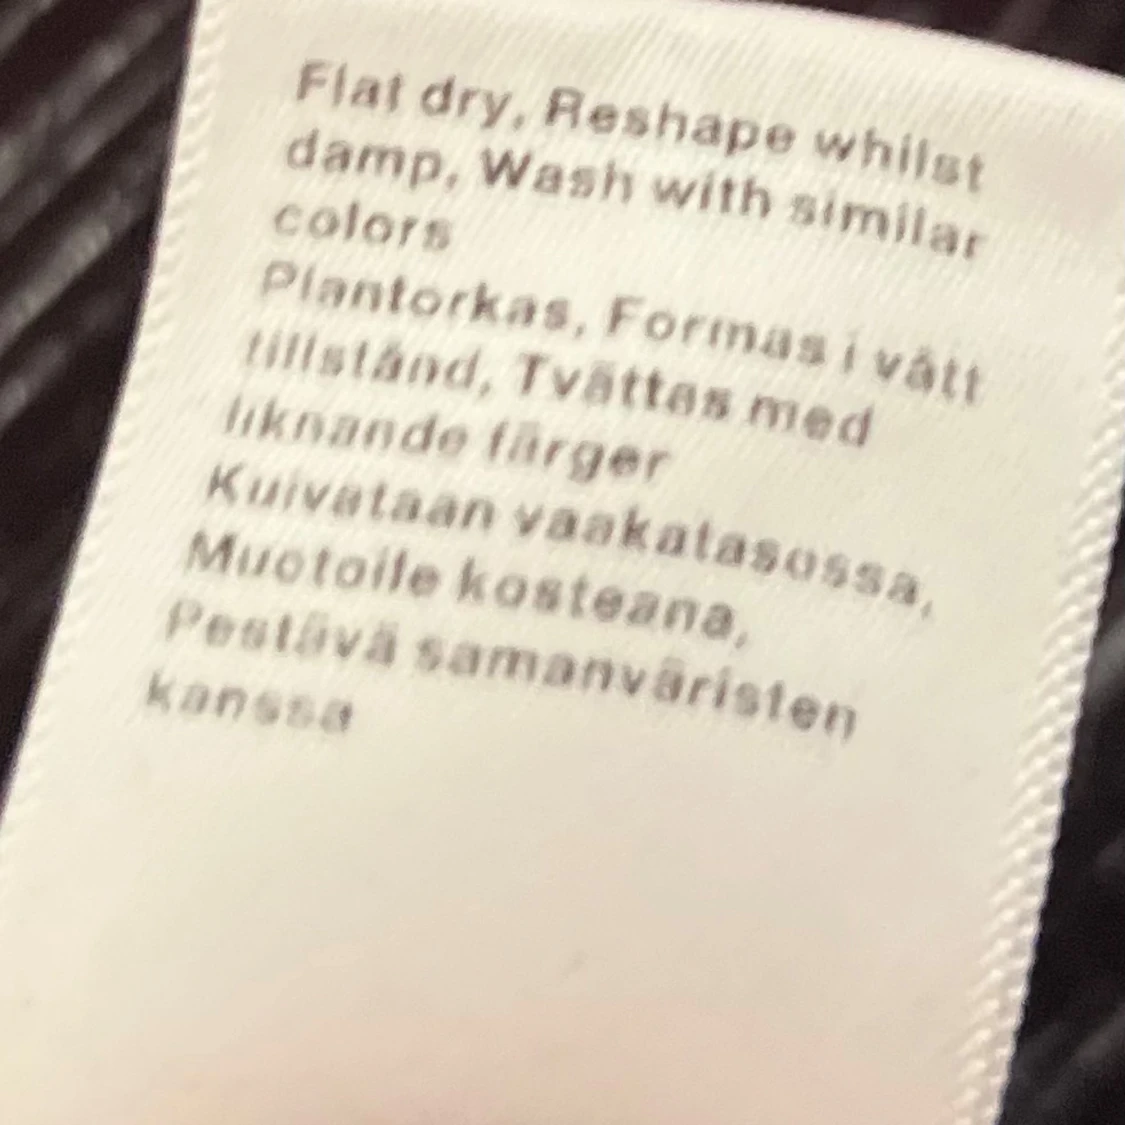 Flat dry, Reshape whilst
damp, Wash with similar
colors
Plantorkas, Formas i vått
tillstånd, Tvättas med
liknande färger
Kuivataan vaakatasossa,
Muotoile kosteana,
Pestävä samanväristen
kanssa